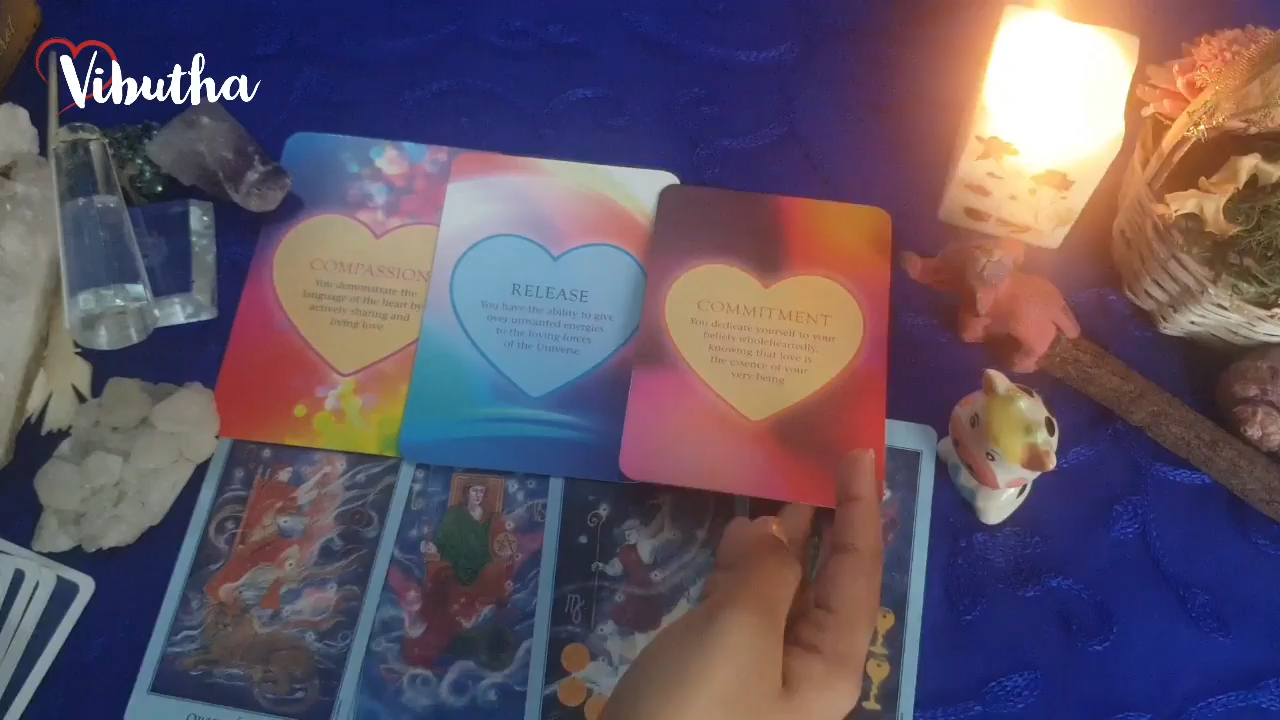 Vibutha
COMPASSION
You demonstrate the
language of the heart by
actively sharing and
living love
RELEASE
You have the ability to give
over unwanted energies
to the loving forces
of the Universe
COMMITMENT
You dedicate yourself to your
beliefs wholeheartedly,
knowing that love is
the essence of your
very being